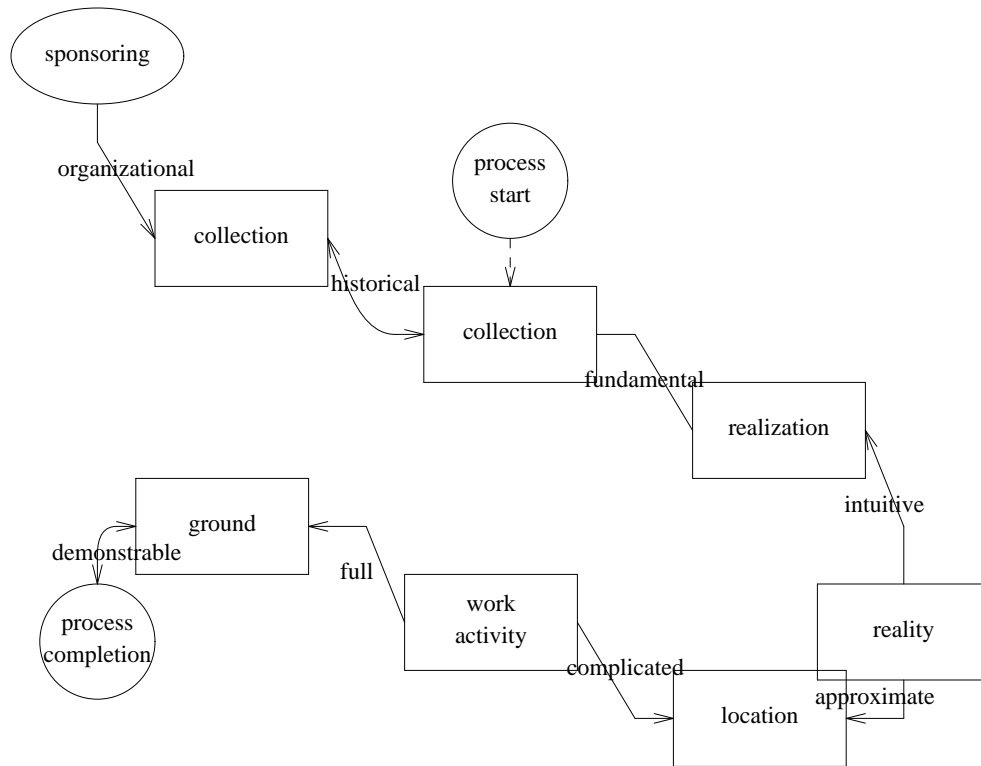 sponsoring
organizational
process
start
collection
historical
collection
fundamental
realization
intuitive
ground
demonstrable
full
work
activity
process
completion
reality
complicated
approximate
location